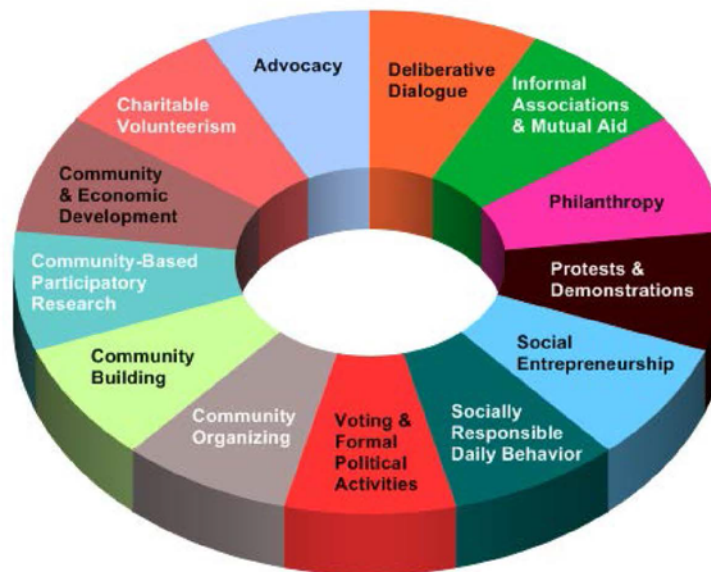 Advocacy
Deliberative
Dialogue
Informal
Associations
& Mutual Aid
Philanthropy
Protests &
Demonstrations
Social
Entrepreneurship
Socially
Responsible
Daily Behavior
Voting &
Formal
Political
Activities
Community
Organizing
Community
Building
Community-Based
Participatory
Research
Community
& Economic
Development
Charitable
Volunteerism